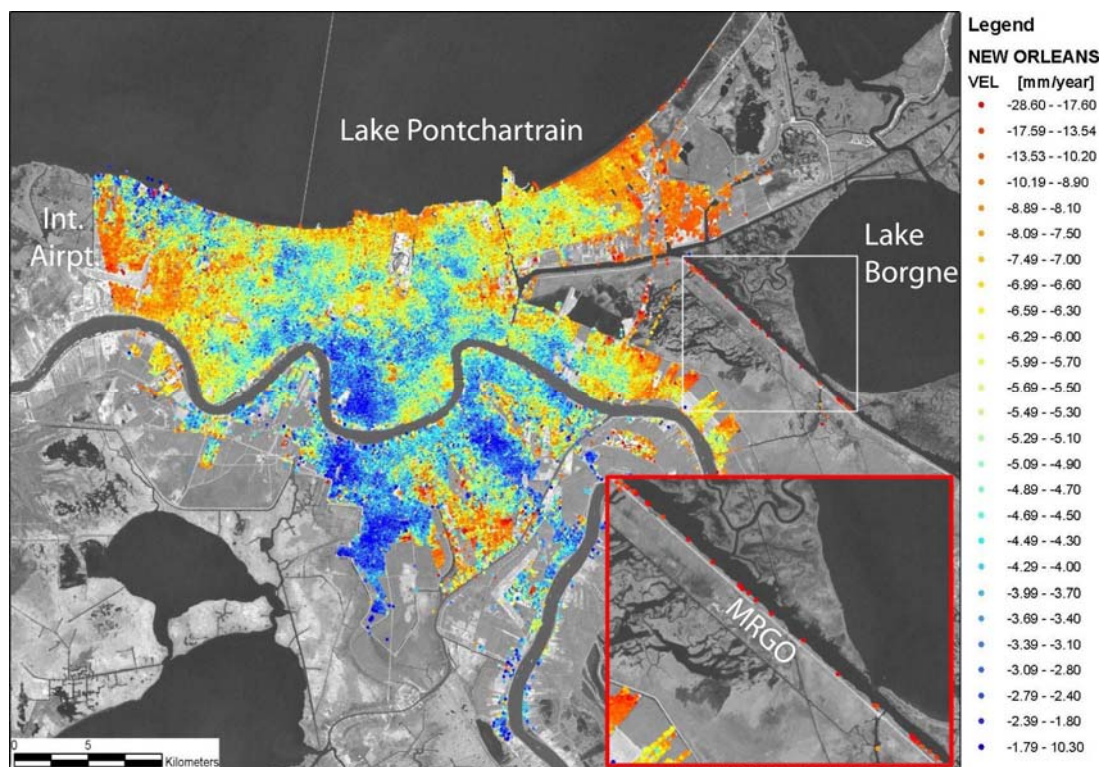 Lake Pontchartrain
Int.
Airpt.
Lake
Borgne
MRGO
0 5
Kilometers
Legend
NEW ORLEANS
VEL [mm/year]
-28.60 - -17.60
-17.59 - -13.54
-13.53 - -10.20
-10.19 - -8.90
-8.89 - -8.10
-8.09 - -7.50
-7.49 - -7.00
-6.99 - -6.60
-6.59 - -6.30
-6.29 - -6.00
-5.99 - -5.70
-5.69 - -5.50
-5.49 - -5.30
-5.29 - -5.10
-5.09 - -4.90
-4.89 - -4.70
-4.69 - -4.50
-4.49 - -4.30
-4.29 - -4.00
-3.99 - -3.70
-3.69 - -3.40
-3.39 - -3.10
-3.09 - -2.80
-2.79 - -2.40
-2.39 - -1.80
-1.79 - 10.30